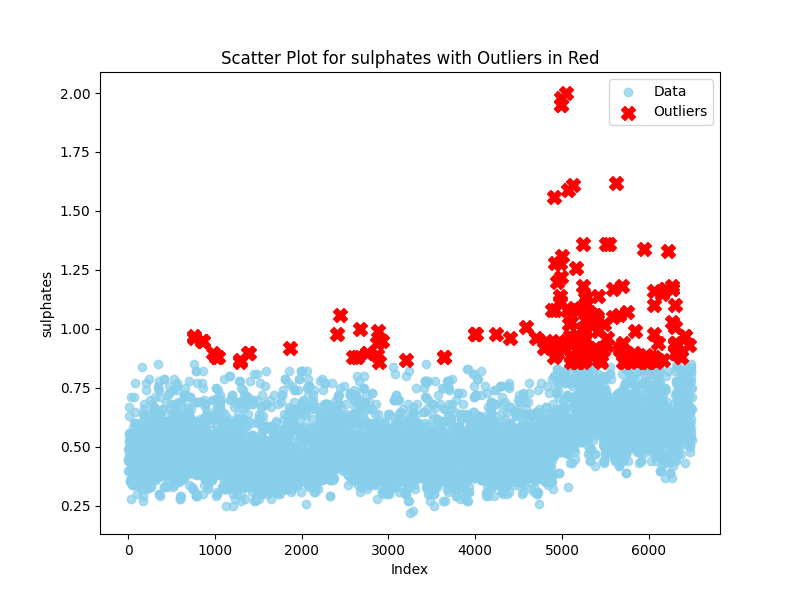 Scatter Plot for sulphates with Outliers in Red
Data
Outliers
sulphates
2.00
1.75
1.50
1.25
1.00
0.75
0.50
0.25
0 1000 2000 3000 4000 5000 6000
Index